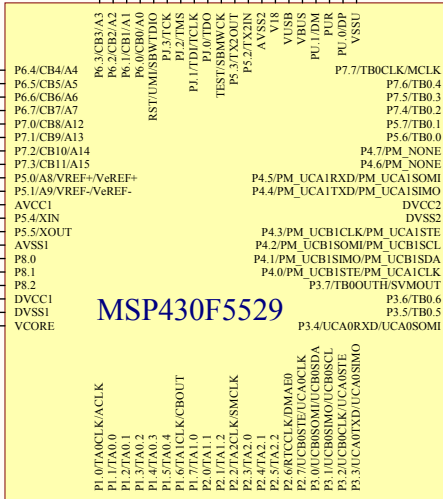 P6.3/CB3/A3
P6.2/CB2/A2
P6.1/CB1/A1
P6.0/CB0/A0
RST/UMI/SBWTDIO
PJ.3/TCK
PJ.2/TMS
PJ.1/TDI/TCLK
PJ.0/TDO
TEST/SBMWCK
P5.3/TX2OUT
P5.2/TX2IN
AVSS2
V18
VUSB
VBUS
PU.1/DM
PUR
PU.0/DP
VSSU
P6.4/CB4/A4
P6.5/CB5/A5
P6.6/CB6/A6
P6.7/CB7/A7
P7.0/CB8/A12
P7.1/CB9/A13
P7.2/CB10/A14
P7.3/CB11/A15
P5.0/A8/VREF+/VeREF+
P5.1/A9/VREF-/VeREF-
AVCC1
P5.4/XIN
P5.5/XOUT
AVSS1
P8.0
P8.1
P8.2
DVCC1
DVSS1
VCORE
P7.7/TB0CLK/MCLK
P7.6/TB0.4
P7.5/TB0.3
P7.4/TB0.2
P5.7/TB0.1
P5.6/TB0.0
P4.7/PM_NONE
P4.6/PM_NONE
P4.5/PM_UCA1RXD/PM_UCA1SOMI
P4.4/PM_UCA1TXD/PM_UCA1SIMO
DVCC2
DVSS2
P4.3/PM_UCB1CLK/PM_UCA1STE
P4.2/PM_UCB1SOMI/PM_UCB1SCL
P4.1/PM_UCB1SIMO/PM_UCB1SDA
P4.0/PM_UCB1STE/PM_UCA1CLK
P3.7/TB0OUTH/SVMOUT
P3.6/TB0.6
P3.5/TB0.5
P3.4/UCA0RXD/UCA0SOMI
MSP430F5529
P1.0/TA0CLK/ACLK
P1.1/TA0.0
P1.2/TA0.1
P1.3/TA0.2
P1.4/TA0.3
P1.5/TA0.4
P1.6/TA1CLK/CBOUT
P1.7/TA1.0
P2.0/TA1.1
P2.1/TA1.2
P2.2/TA2CLK/SMCLK
P2.3/TA2.0
P2.4/TA2.1
P2.5/TA2.2
P2.6/RTCCLK/DMAE0
P2.7/UCB0STE/UCA0CLK
P3.0/UCB0SOMI/UCB0SDA
P3.1/UCB0SIMO/UCB0SCL
P3.2/UCB0CLK/UCA0STE
P3.3/UCA0TXD/UCA0SIMO